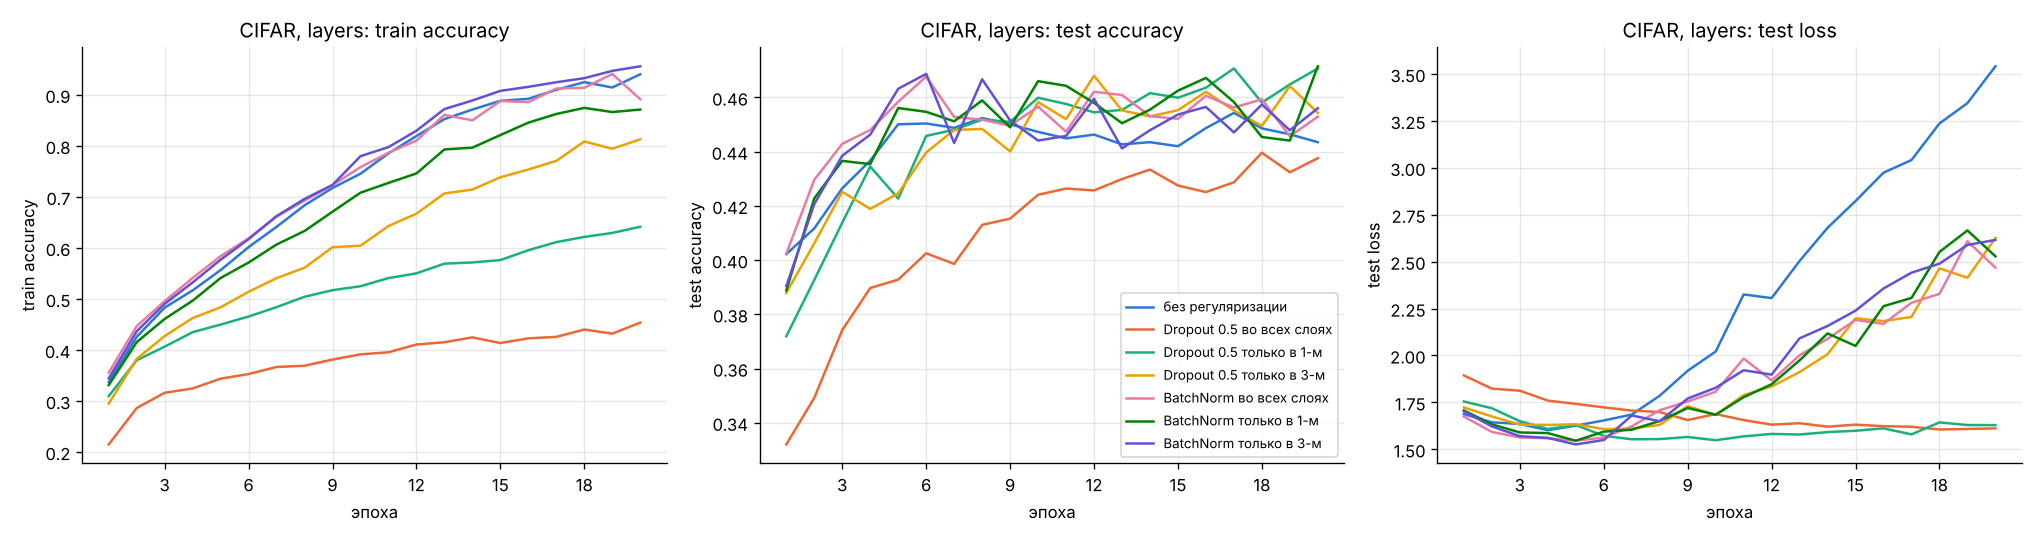 CIFAR, layers: train accuracy
train accuracy
0.9
0.8
0.7
0.6
0.5
0.4
0.3
0.2
3 6 9 12 15 18
эпоха
CIFAR, layers: test accuracy
test accuracy
0.46
0.44
0.42
0.40
0.38
0.36
0.34
без регуляризации
Dropout 0.5 во всех слоях
Dropout 0.5 только в 1-м
Dropout 0.5 только в 3-м
BatchNorm во всех слоях
BatchNorm только в 1-м
BatchNorm только в 3-м
3 6 9 12 15 18
эпоха
CIFAR, layers: test loss
test loss
3.50
3.25
3.00
2.75
2.50
2.25
2.00
1.75
1.50
3 6 9 12 15 18
эпоха